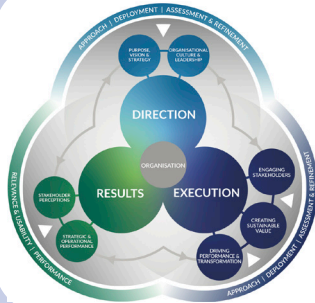 APPROACH | DEPLOYMENT | ASSESSMENT & REFINEMENT
PURPOSE,
VISION &
STRATEGY
ORGANISATIONAL
CULTURE &
LEADERSHIP
DIRECTION
ORGANISATION
RESULTS
EXECUTION
STAKEHOLDER
PERCEPTIONS
STRATEGIC &
OPERATIONAL
PERFORMANCE
ENGAGING
STAKEHOLDERS
CREATING
SUSTAINABLE
VALUE
DRIVING
PERFORMANCE &
TRANSFORMATION
RELEVANCE & USABILITY | PERFORMANCE
APPROACH | DEPLOYMENT | ASSESSMENT & REFINEMENT